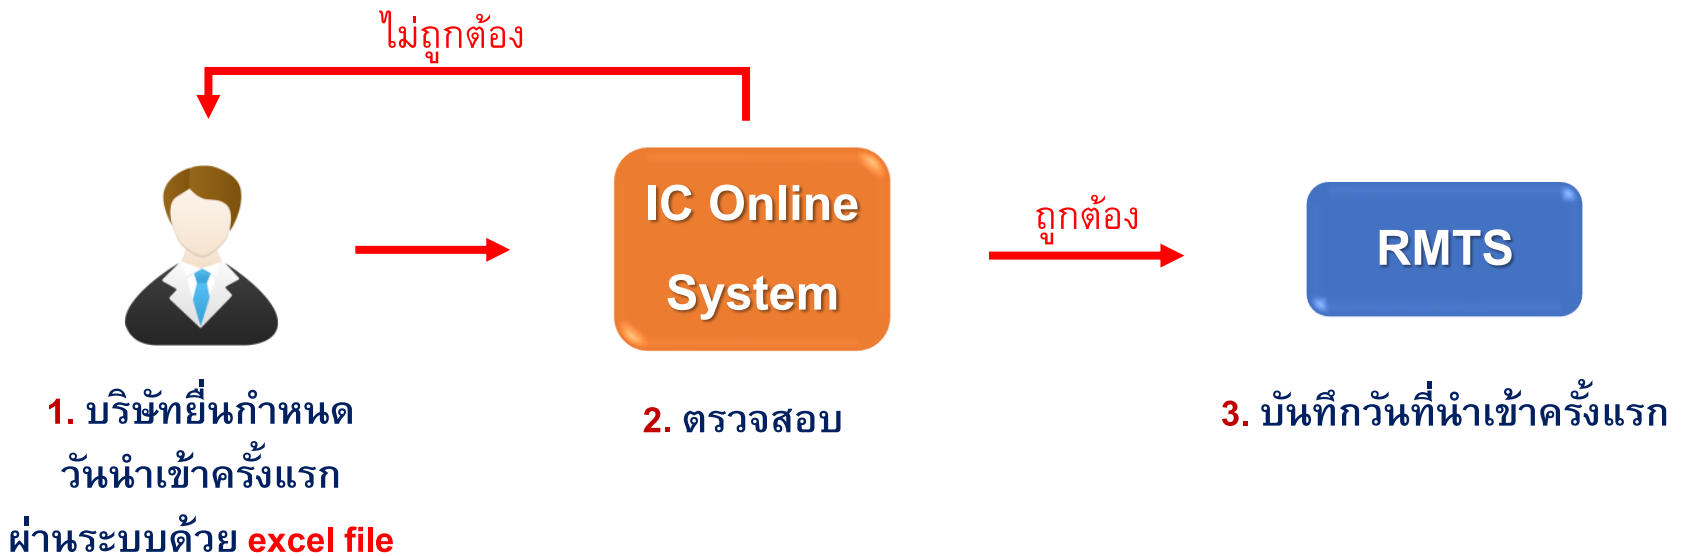 ไม่ถูกต้อง
IC Online
System
ถูกต้อง
RMTS
1. บริษัทยื่นกำหนด
วันนำเข้าครั้งแรก
ผ่านระบบด้วย excel file
2. ตรวจสอบ
3. บันทึกวันที่นำเข้าครั้งแรก